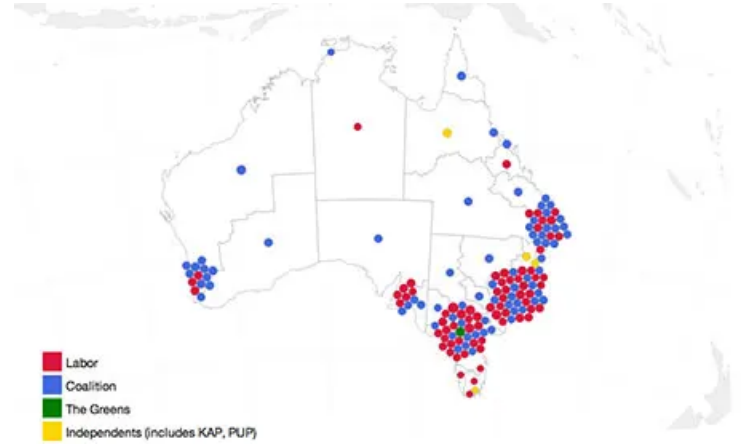 Labor
Coalition
The Greens
Independents (includes KAP, PUP)